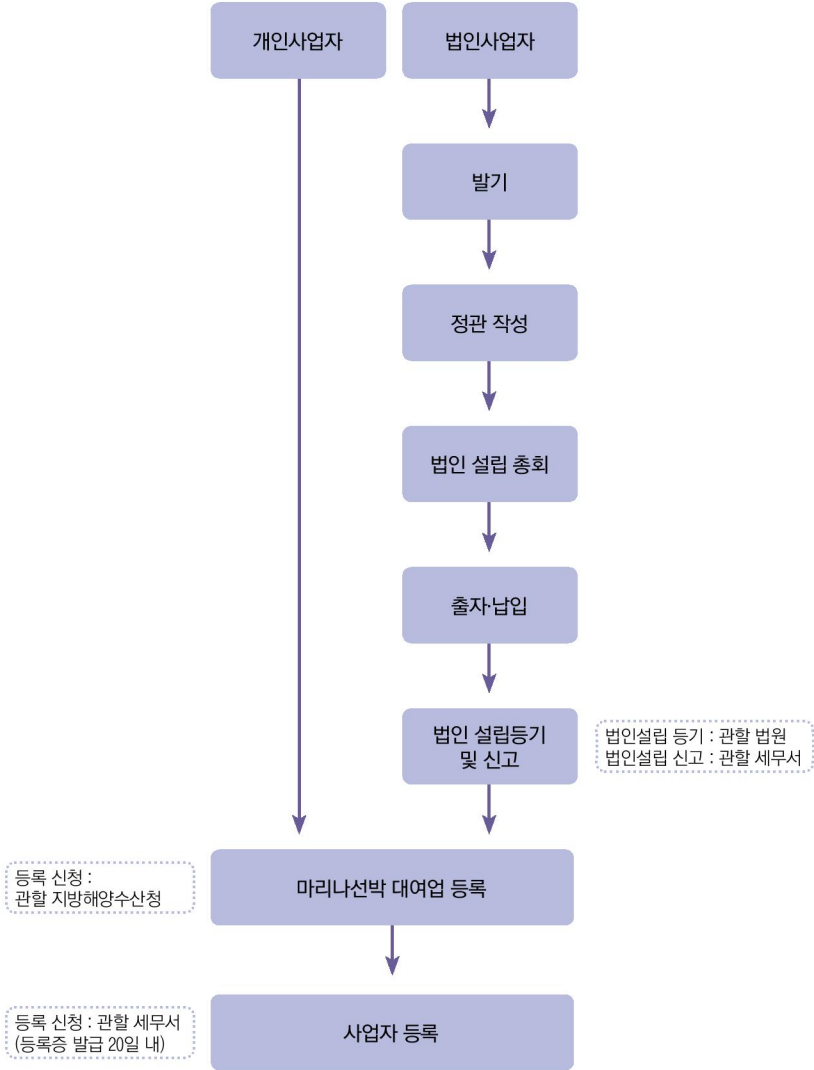 개인사업자
법인사업자
발기
정관 작성
법인 설립 총회
출자·납입
법인 설립등기
및 신고
법인설립 등기 : 관할 법원
법인설립 신고 : 관할 세무서
등록 신청 :
관할 지방해양수산청
마리나선박 대여업 등록
등록 신청 : 관할 세무서
(등록증 발급 20일 내)
사업자 등록